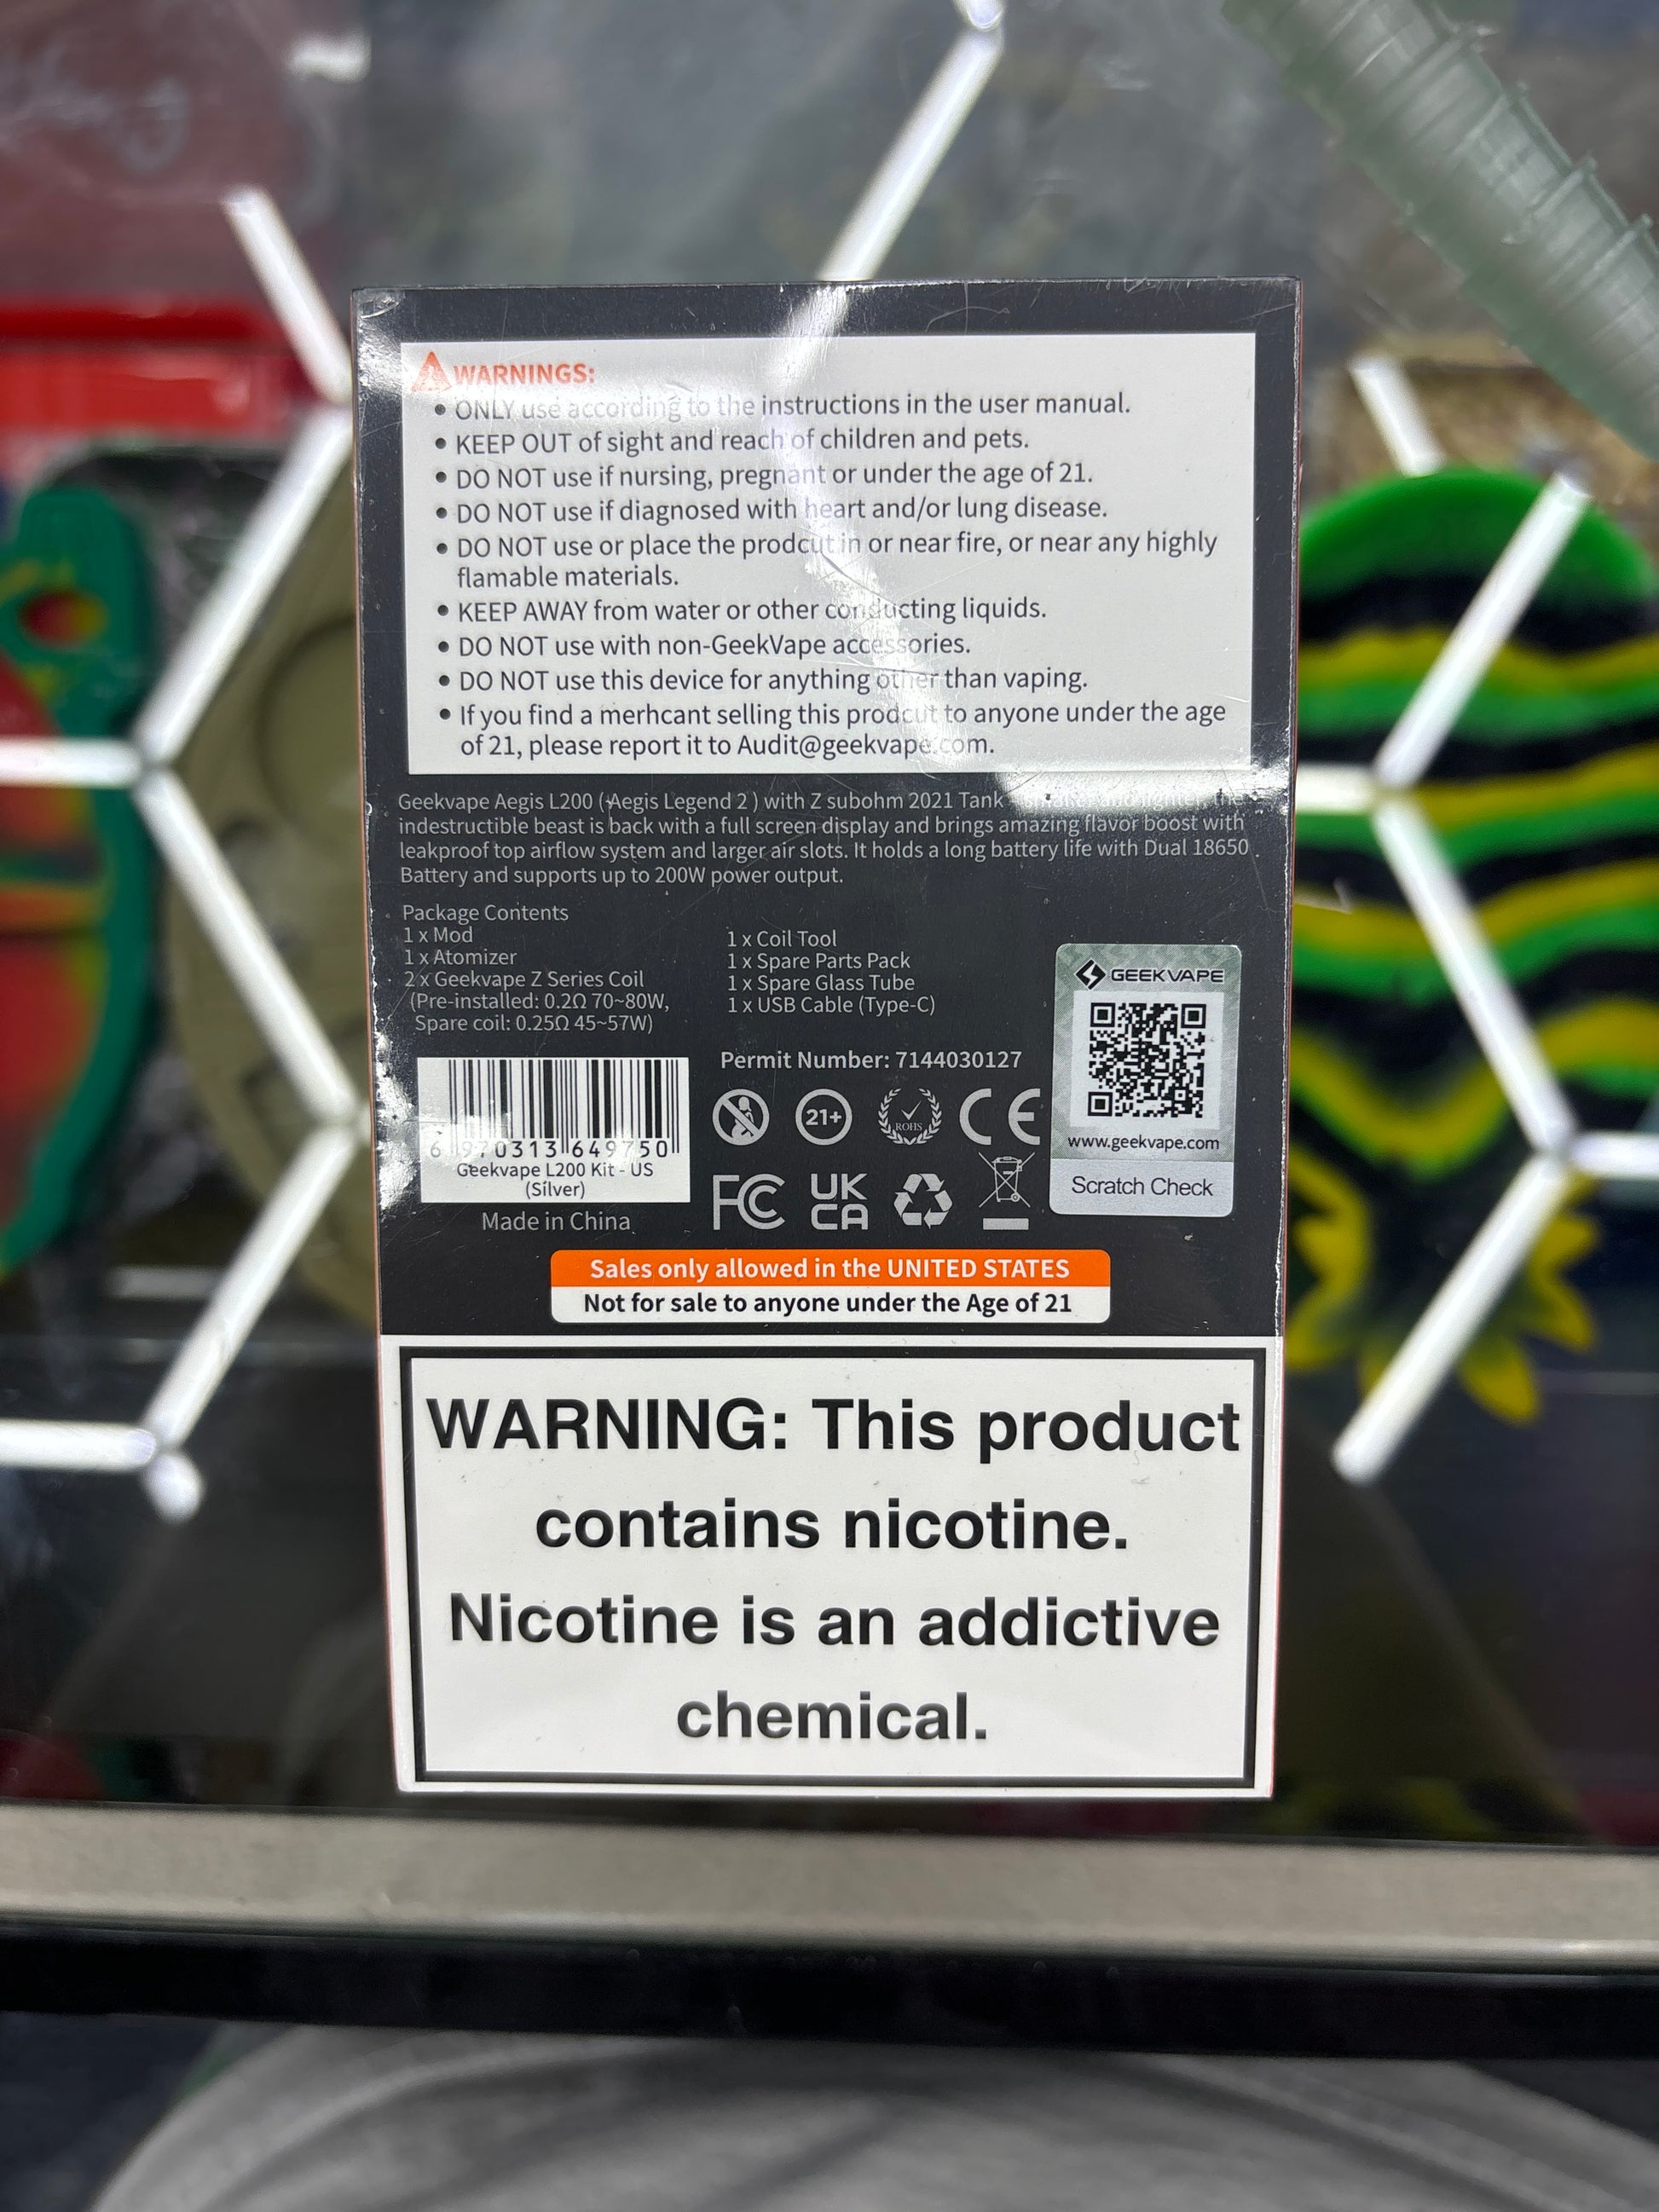 WARNINGS:
• ONLY use according to the instructions in the user manual.
• KEEP OUT of sight and reach of children and pets.
• DO NOT use if nursing, pregnant or under the age of 21.
• DO NOT use if diagnosed with heart and/or lung disease.
• DO NOT use or place the prodcut in or near fire, or near any highly
flamable materials.
• KEEP AWAY from water or other conducting liquids.
• DO NOT use with non-GeekVape accessories.
• DO NOT use this device for anything other than vaping.
• If you find a merhcant selling this prodcut to anyone under the age
of 21, please report it to Audit@geekvape.com.
Geekvape Aegis L200 (Aegis Legend 2 ) with Z subohm 2021 Tank
indestructible beast is back with a full screen display and brings amazing flavor boost with
leakproof top airflow system and larger air slots. It holds a long battery life with Dual 18650
Battery and supports up to 200W power output.
Package Contents
1 x Mod
1 x Atomizer
2 x Geekvape Z Series Coil
(Pre-installed: 0.2Ω 70~80W,
Spare coil: 0.25Ω 45~57W)
1 x Coil Tool
1 x Spare Parts Pack
1 x Spare Glass Tube
1 x USB Cable (Type-C)
GEEKVAPE
www.geekvape.com
Scratch Check
Permit Number: 7144030127
21+
ROHS
CE
FC
UK
CA
6 970313 649750
Geekvape L200 Kit - US
(Silver)
Made in China
Sales only allowed in the UNITED STATES
Not for sale to anyone under the Age of 21
WARNING: This product
contains nicotine.
Nicotine is an addictive
chemical.